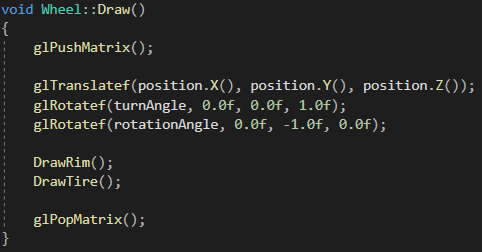 void Wheel::Draw()
{
    glPushMatrix();

    glTranslatef(position.X(), position.Y(), position.Z());
    glRotatef(turnAngle, 0.0f, 0.0f, 1.0f);
    glRotatef(rotationAngle, 0.0f, -1.0f, 0.0f);

    DrawRim();
    DrawTire();

    glPopMatrix();
}